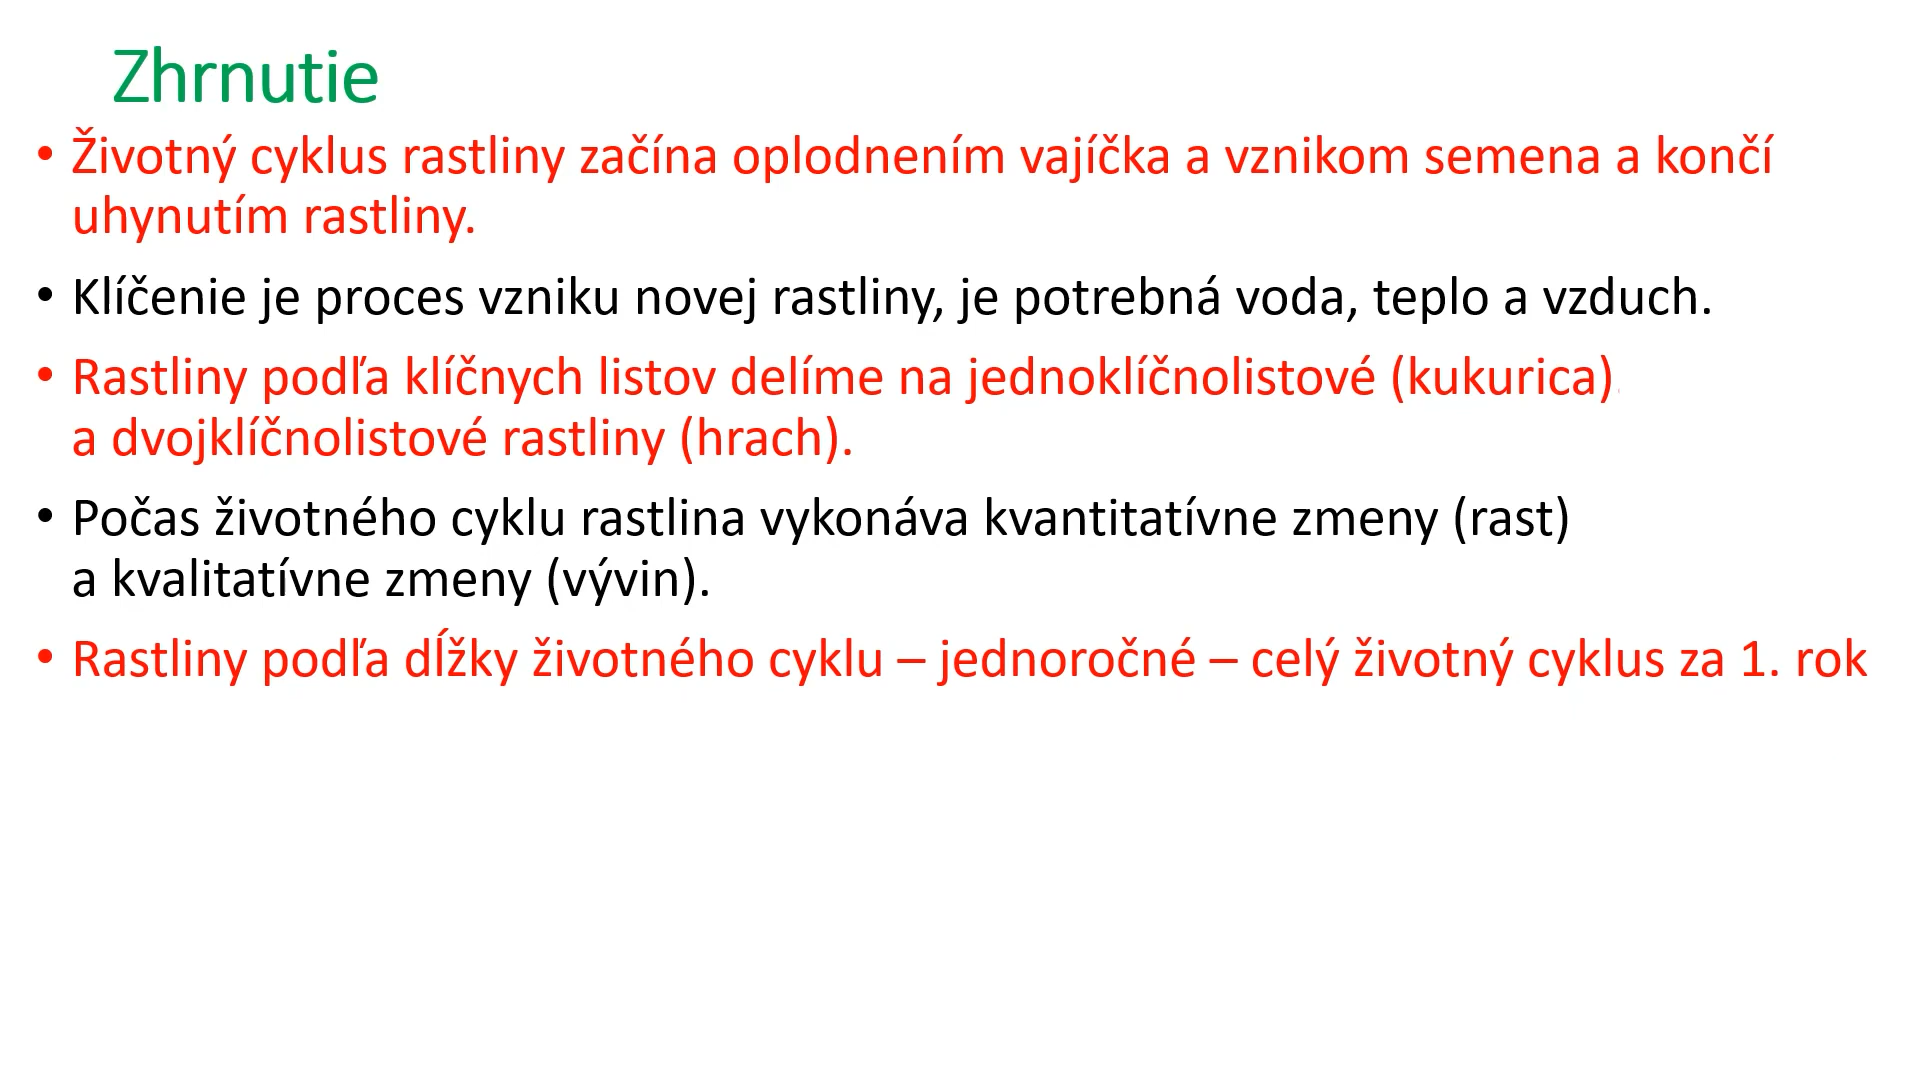 Zhrnutie
• Životný cyklus rastliny začína oplodnením vajíčka a vznikom semena a končí
uhynutím rastliny.
• Klíčenie je proces vzniku novej rastliny, je potrebná voda, teplo a vzduch.
• Rastliny podľa klíčnych listov delíme na jednoklíčnolistové (kukurica)
a dvojklíčnolistové rastliny (hrach).
• Počas životného cyklu rastlina vykonáva kvantitatívne zmeny (rast)
a kvalitatívne zmeny (vývin).
• Rastliny podľa dĺžky životného cyklu – jednoročné – celý životný cyklus za 1. rok